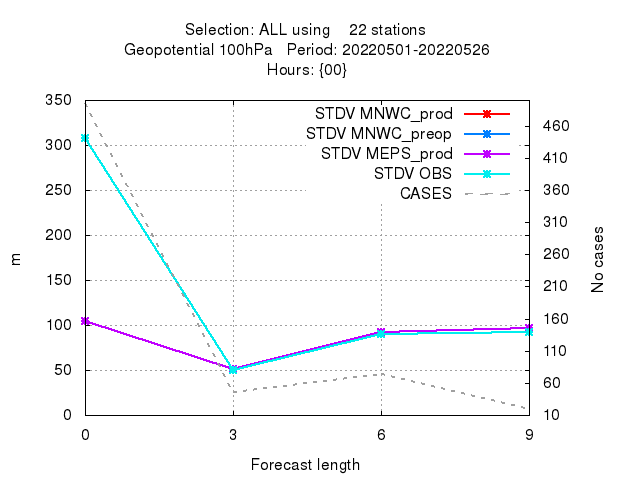 Selection: ALL using 22 stations
Geopotential 100hPa Period: 20220501-20220526
Hours: {00}
350
300
250
200
150
100
50
0
m
STDV MNWC_prod
STDV MNWC_preop
STDV MEPS_prod
STDV OBS
CASES
460
410
360
310
260
210
160
110
60
10
No cases
0 3 6 9
Forecast length